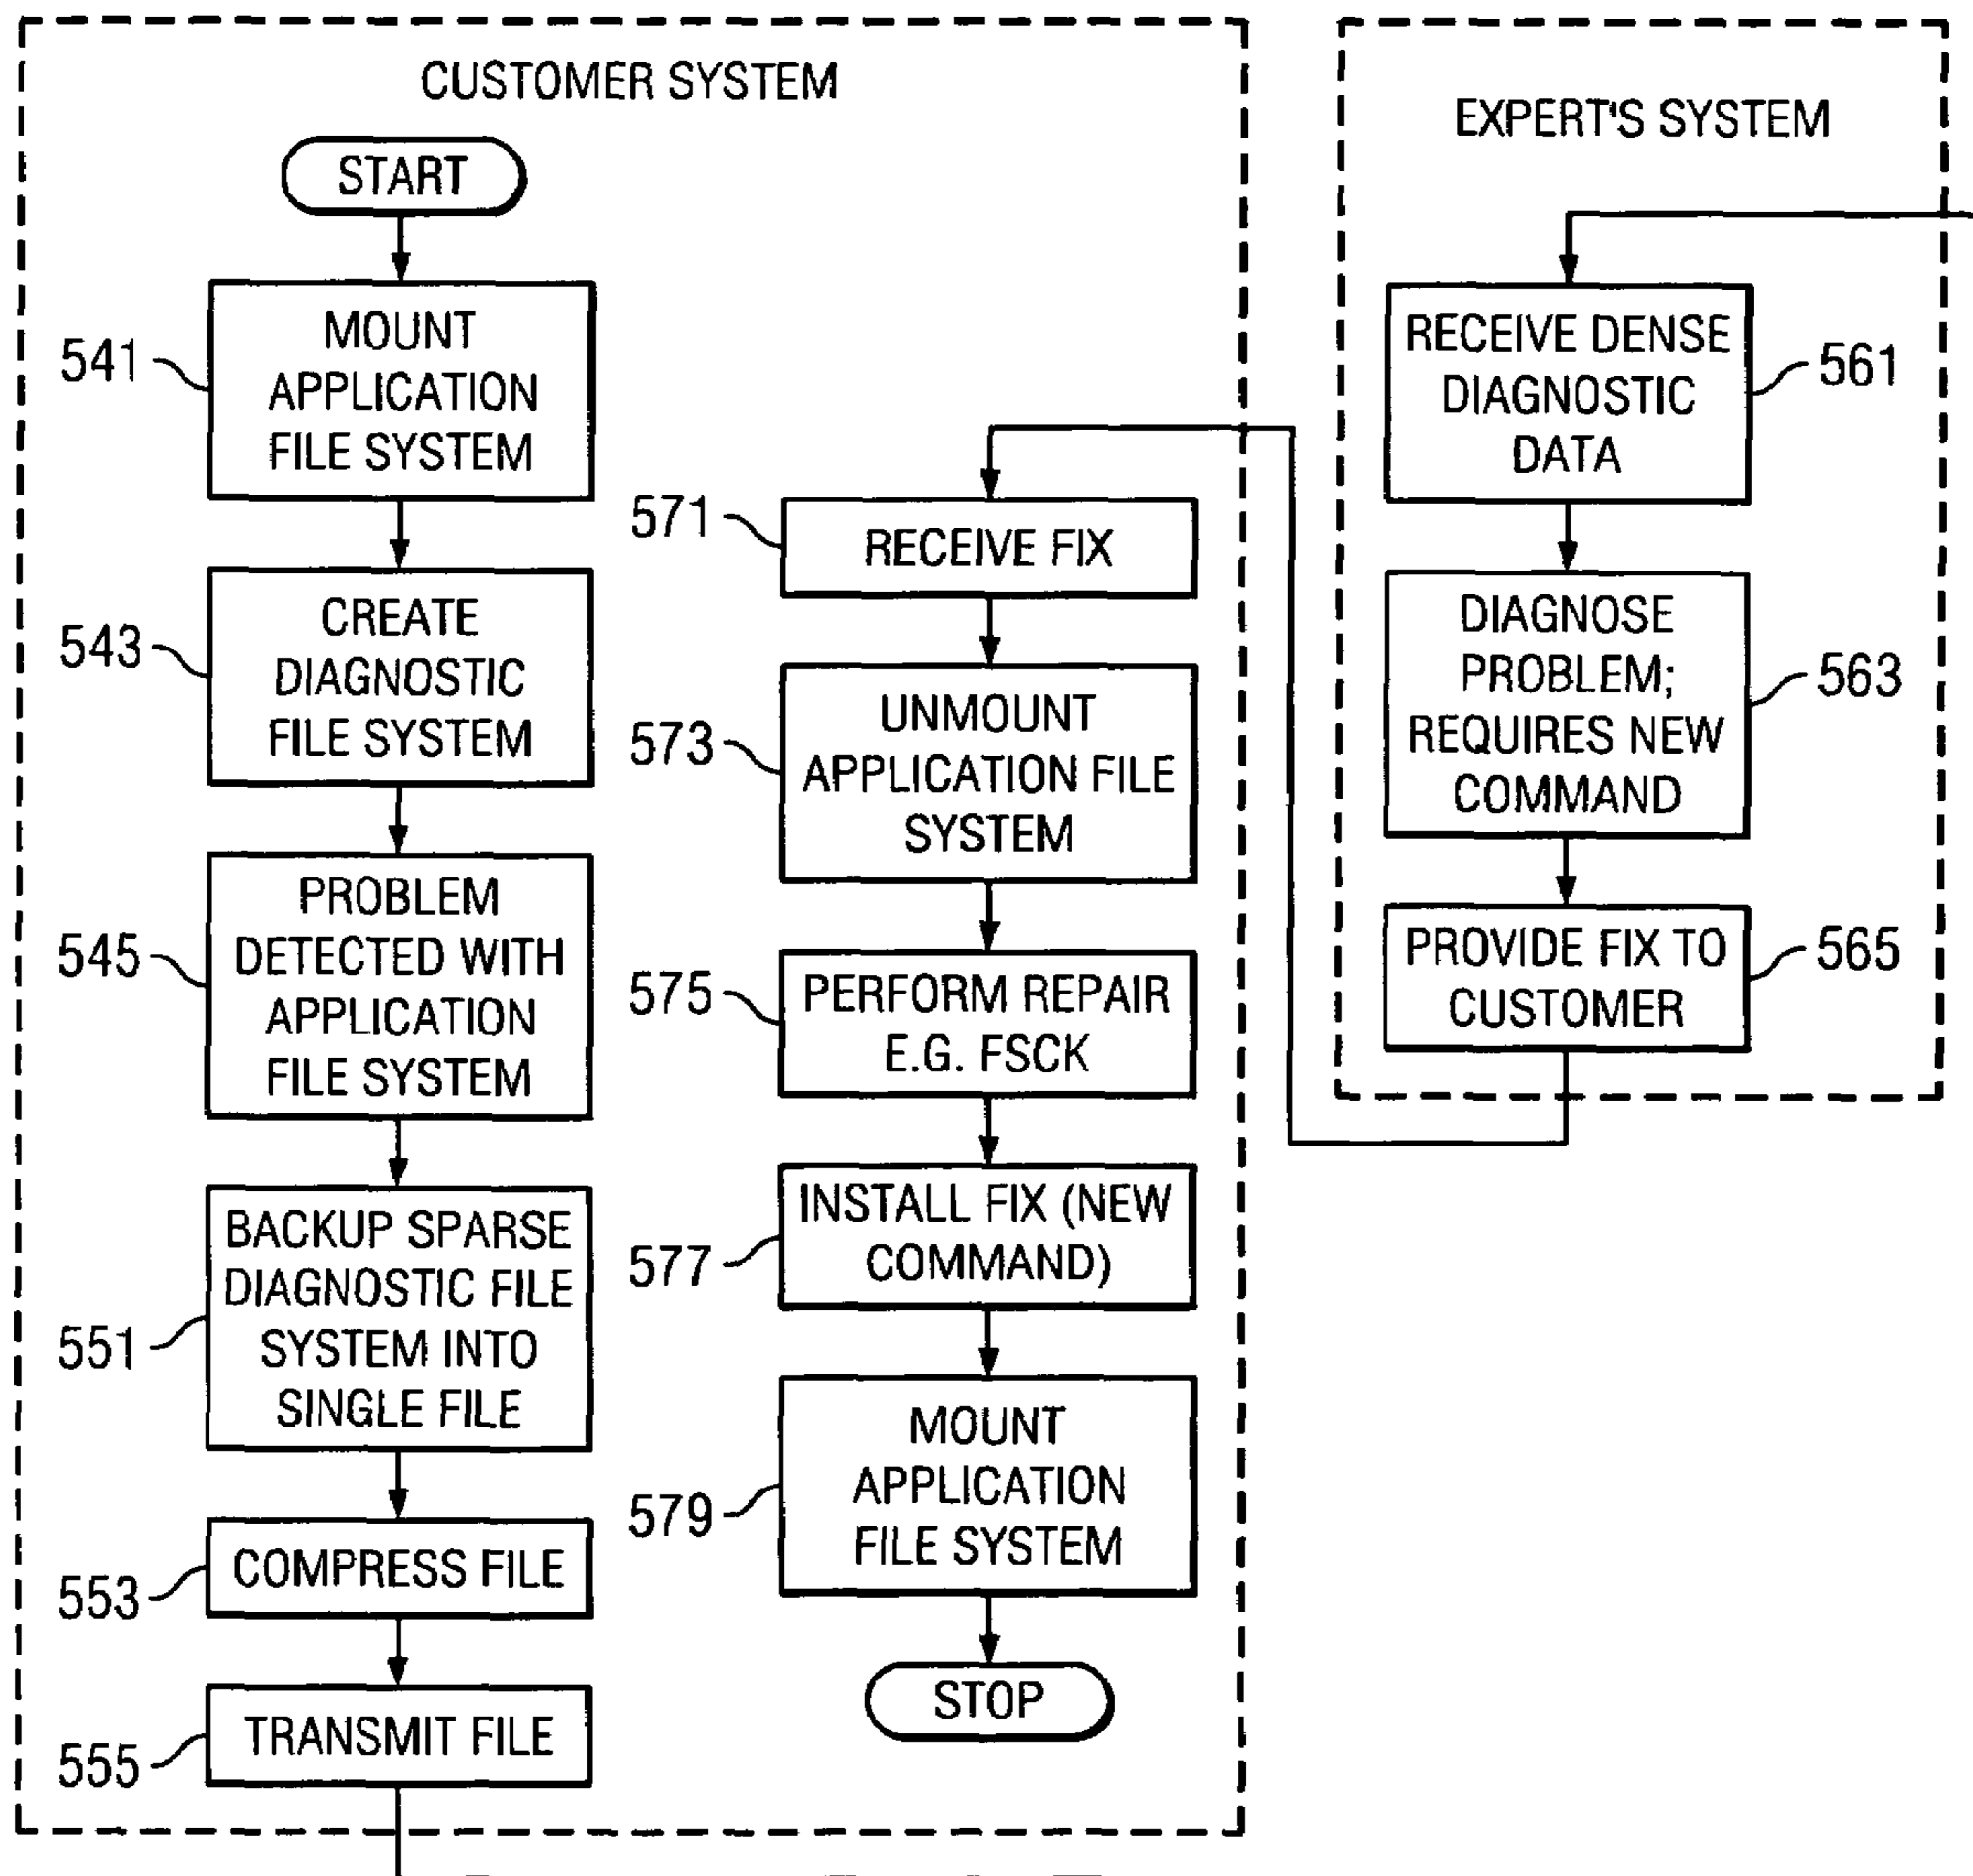 CUSTOMER SYSTEM
START
541
MOUNT
APPLICATION
FILE SYSTEM
543
CREATE
DIAGNOSTIC
FILE SYSTEM
545
PROBLEM
DETECTED WITH
APPLICATION
FILE SYSTEM
551
BACKUP SPARSE
DIAGNOSTIC FILE
SYSTEM INTO
SINGLE FILE
553
COMPRESS FILE
555
TRANSMIT FILE
571
RECEIVE FIX
573
UNMOUNT
APPLICATION FILE
SYSTEM
575
PERFORM REPAIR
E.G. FSCK
577
INSTALL FIX (NEW
COMMAND)
579
MOUNT
APPLICATION
FILE SYSTEM
STOP
EXPERT'S SYSTEM
RECEIVE DENSE
DIAGNOSTIC
DATA
561
DIAGNOSE
PROBLEM;
REQUIRES NEW
COMMAND
563
PROVIDE FIX TO
CUSTOMER
565